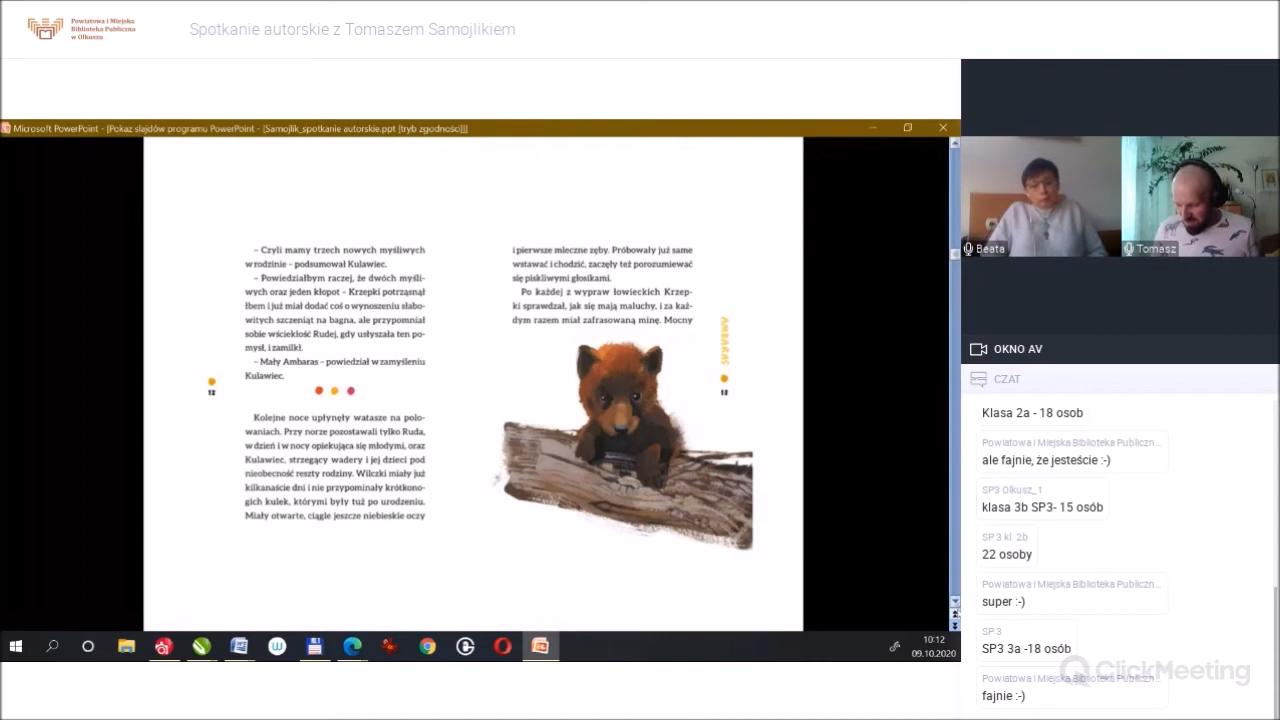 Powiatowa i Miejska
Biblioteka Publiczna
w Olkuszu
Spotkanie autorskie z Tomaszem Samojlikiem
Microsoft PowerPoint - [Pokaz slajdów programu PowerPoint - [Samojlik_spotkanie autorskie.ppt [tryb zgodności]]]
– Czyli mamy trzech nowych myśliwych
w rodzinie – podsumował Kulawiec.
– Powiedziałbym raczej, że dwóch myśli-
wych oraz jeden kłopot – Krzepki potrząsnął
łbem i już miał dodać coś o wynoszeniu słabo-
witych szczeniąt na bagna, ale przypomniał
sobie wściekłość Rudej, gdy usłyszała ten po-
mysł, i zamilkł.
– Mały Ambaras – powiedział w zamyśleniu
Kulawiec.
12
Kolejne noce upłynęły watasze na polo-
waniach. Przy norze pozostawali tylko Ruda,
w dzień i w nocy opiekująca się młodymi, oraz
Kulawiec, strzegący wadery i jej dzieci pod
nieobecność reszty rodziny. Wilczki miały już
kilkanaście dni i nie przypominały krótkono-
gich kulek, którymi były tuż po urodzeniu.
Miały otwarte, ciągle jeszcze niebieskie oczy
i pierwsze mleczne zęby. Próbowały już same
wstawać i chodzić, zaczęły też porozumiewać
się piskliwymi głosikami.
Po każdej z wypraw łowieckich Krzep-
ki sprawdzał, jak się mają maluchy, i za każ-
dym razem miał zafrasowaną minę. Mocny
AMBARAS
13
10:12
09.10.2020
Beata
Tomasz
OKNO AV
CZAT
Klasa 2a - 18 osob
Powiatowa i Miejska Biblioteka Publiczn...
ale fajnie, że jesteście :-)
SP3 Olkusz_1
klasa 3b SP3- 15 osób
SP 3 kl. 2b
22 osoby
Powiatowa i Miejska Biblioteka Publiczn...
super :-)
SP 3
SP3 3a -18 osób
Powiatowa i Miejska Biblioteka Publiczn...
fajnie :-)
ClickMeeting